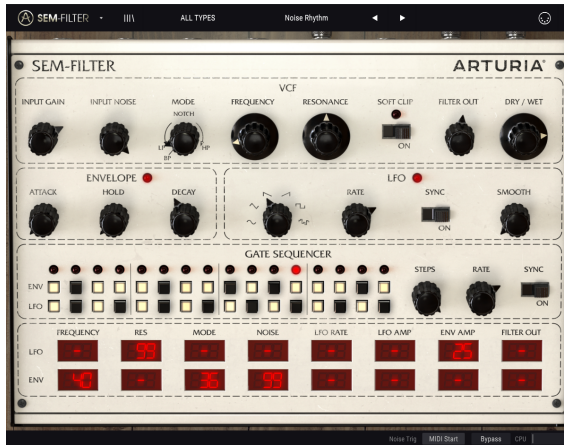 SEM-FILTER
ALL TYPES
Noise Rhythm
SEM-FILTER
ARTURIA
VCF
INPUT GAIN
INPUT NOISE
MODE
NOTCH
LP
HP
BP
FREQUENCY
RESONANCE
SOFT CLIP
ON
FILTER OUT
DRY / WET
ENVELOPE
ATTACK
HOLD
DECAY
LFO
RATE
SYNC
ON
SMOOTH
GATE SEQUENCER
ENV
LFO
STEPS
RATE
SYNC
ON
FREQUENCY RES MODE NOISE LFO RATE LFO AMP ENV AMP FILTER OUT
LFO - 99 - - - - 25 -
ENV 40 - 36 99 - - - -
Noise Trig MIDI Start Bypass CPU